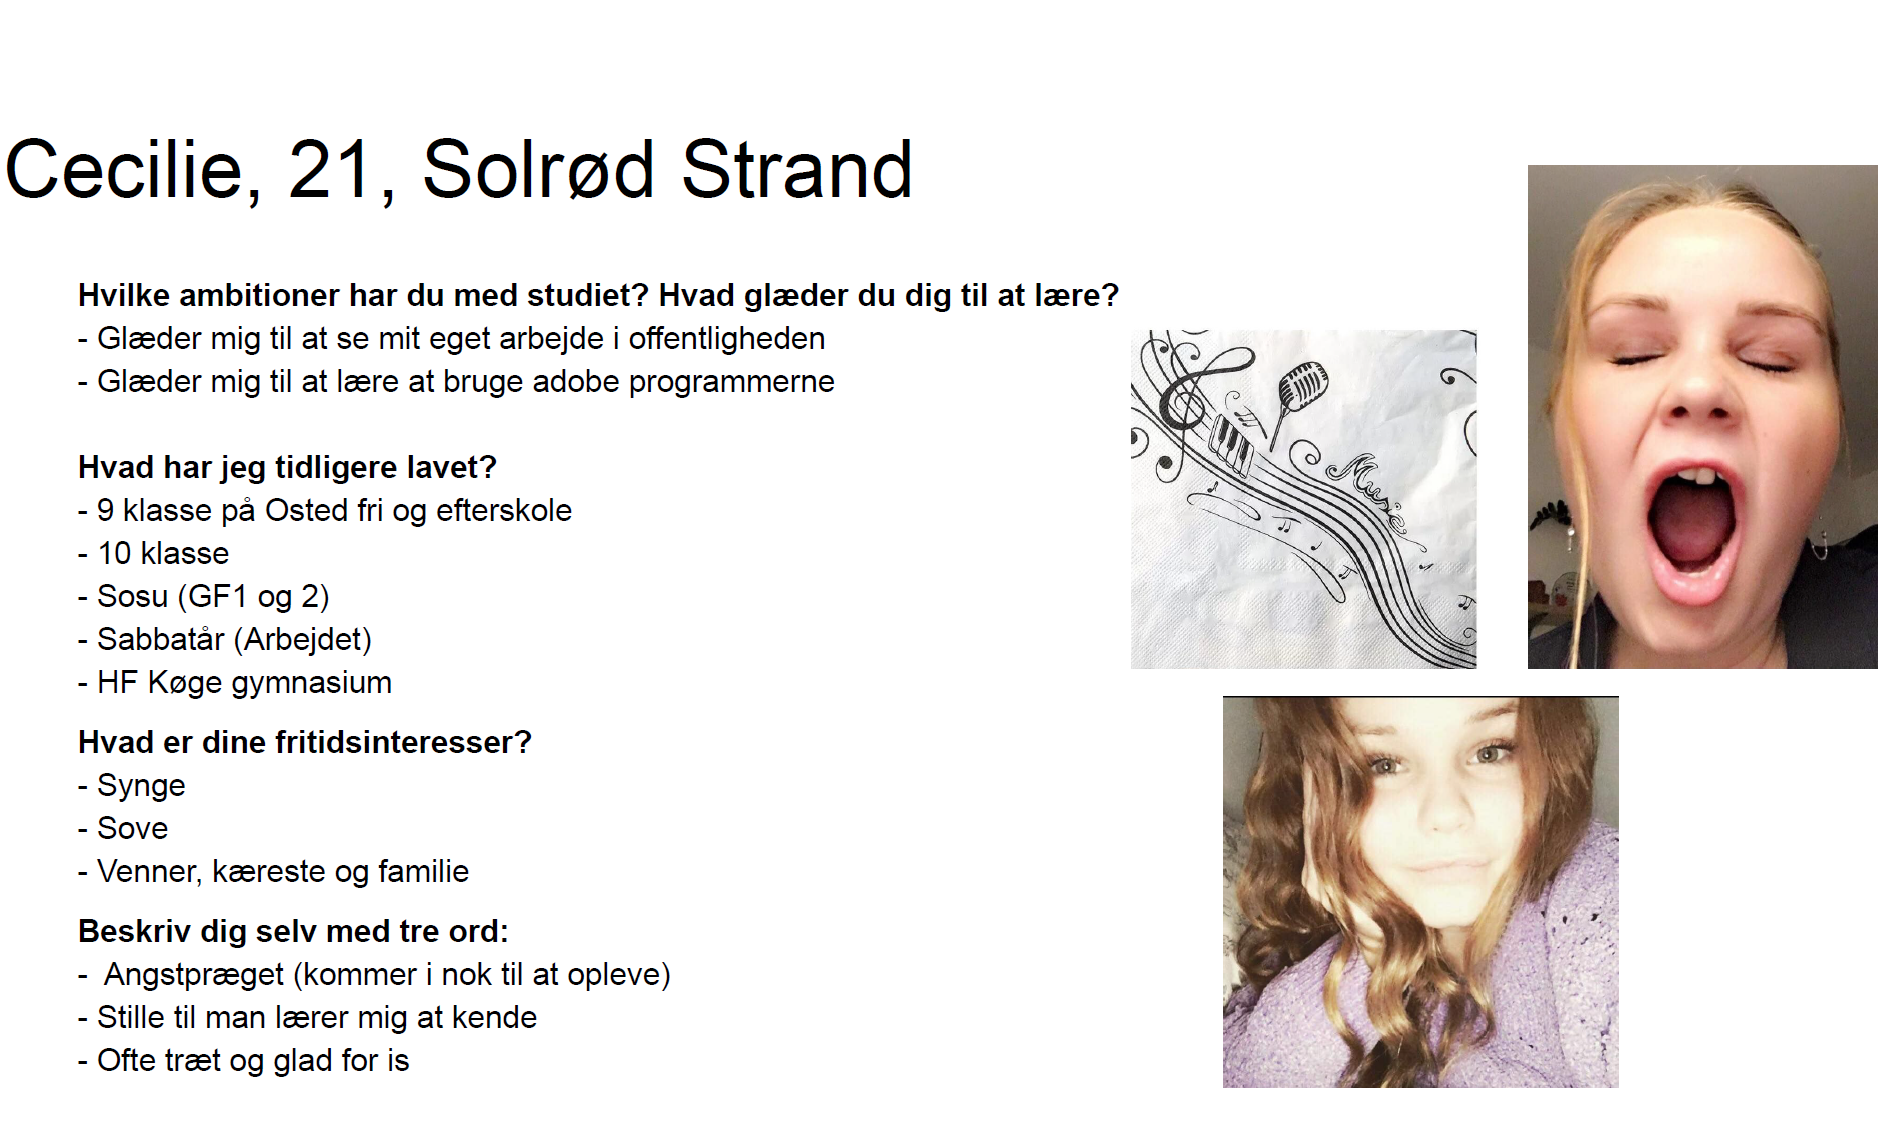 Cecilie, 21, Solrød Strand
Hvilke ambitioner har du med studiet? Hvad glæder du dig til at lære?
- Glæder mig til at se mit eget arbejde i offentligheden
- Glæder mig til at lære at bruge adobe programmerne
Hvad har jeg tidligere lavet?
- 9 klasse på Osted fri og efterskole
- 10 klasse
- Sosu (GF1 og 2)
- Sabbatår (Arbejdet)
- HF Køge gymnasium
Hvad er dine fritidsinteresser?
- Synge
- Sove
- Venner, kæreste og familie
Beskriv dig selv med tre ord:
-  Angstpræget (kommer i nok til at opleve)
- Stille til man lærer mig at kende
- Ofte træt og glad for is
Music